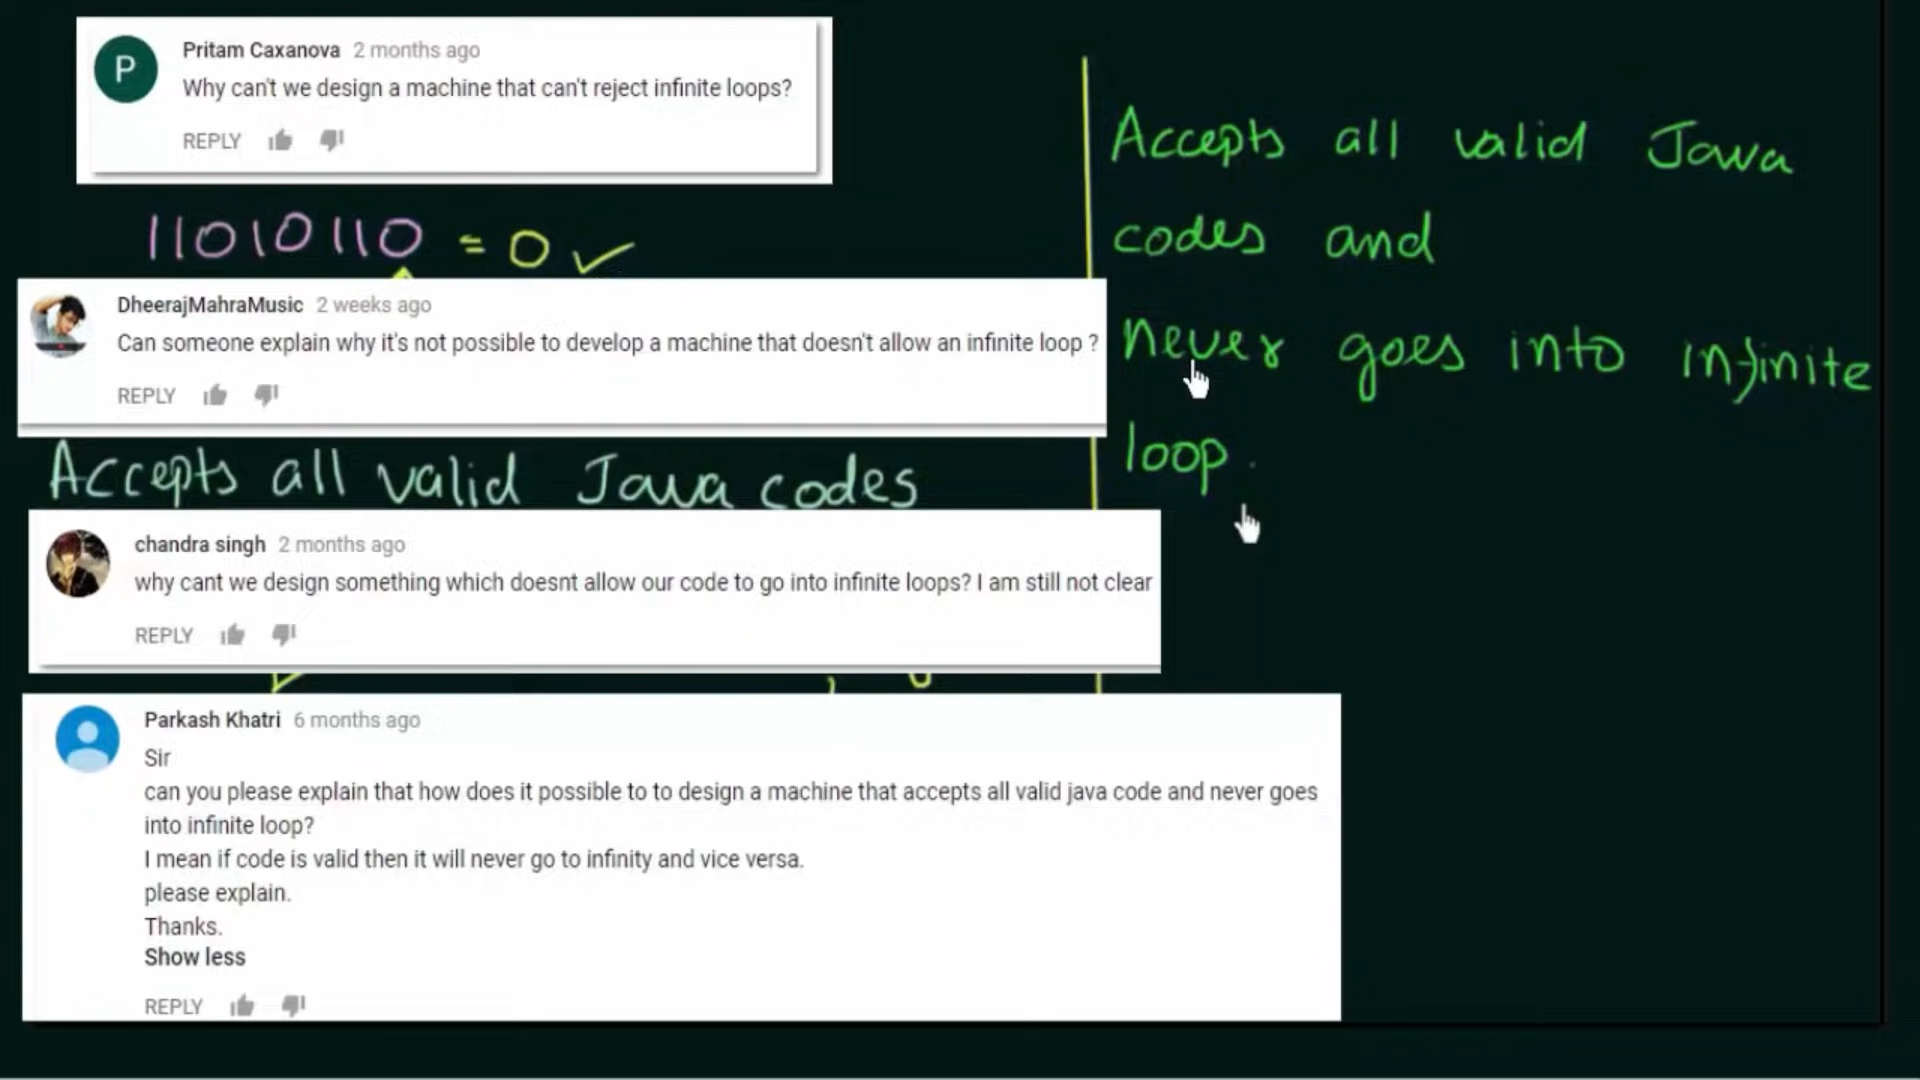 P
Pritam Caxanova 2 months ago
Why can't we design a machine that can't reject infinite loops?
REPLY
11010110 = 0 ✓
DheerajMahraMusic 2 weeks ago
Can someone explain why it's not possible to develop a machine that doesn't allow an infinite loop ?
REPLY
Accepts all valid Java codes
chandra singh 2 months ago
why cant we design something which doesnt allow our code to go into infinite loops? I am still not clear
REPLY
Parkash Khatri 6 months ago
Sir
can you please explain that how does it possible to to design a machine that accepts all valid java code and never goes
into infinite loop?
I mean if code is valid then it will never go to infinity and vice versa.
please explain.
Thanks.
Show less
REPLY
Accepts all valid Java
codes and
never goes into infinite
loop.